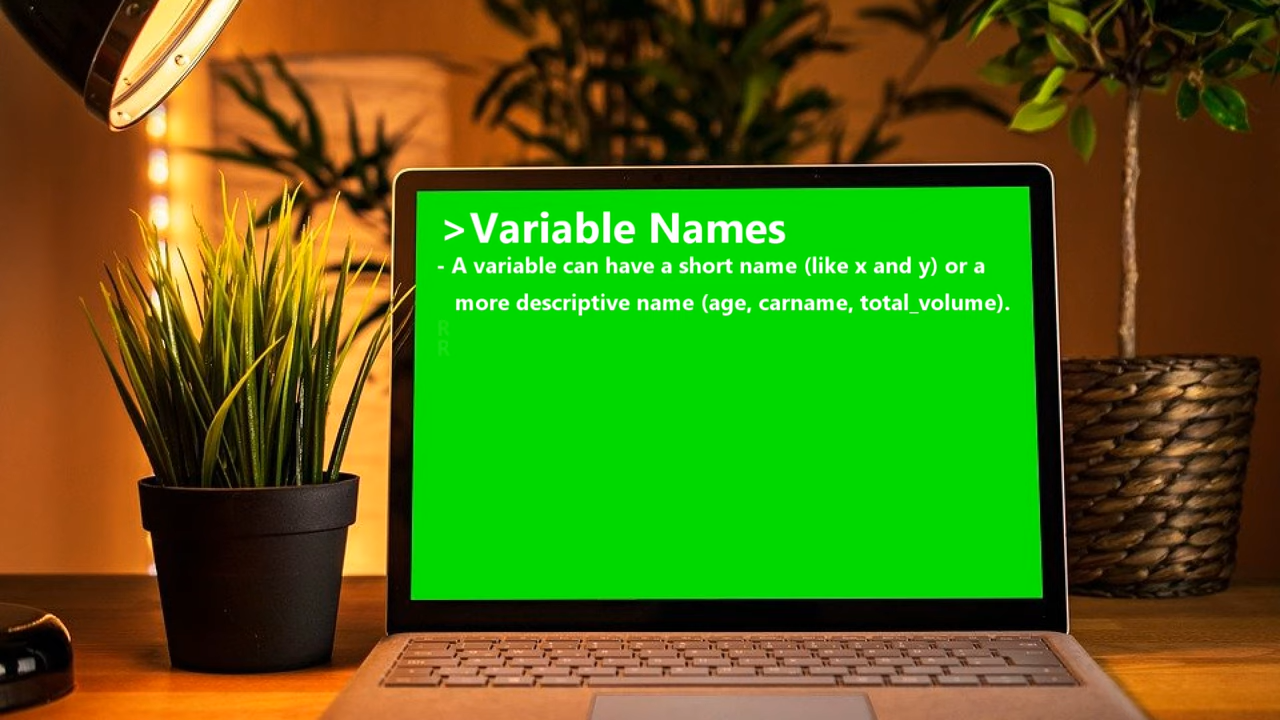 >Variable Names
- A variable can have a short name (like x and y) or a
more descriptive name (age, carname, total_volume).
R
R